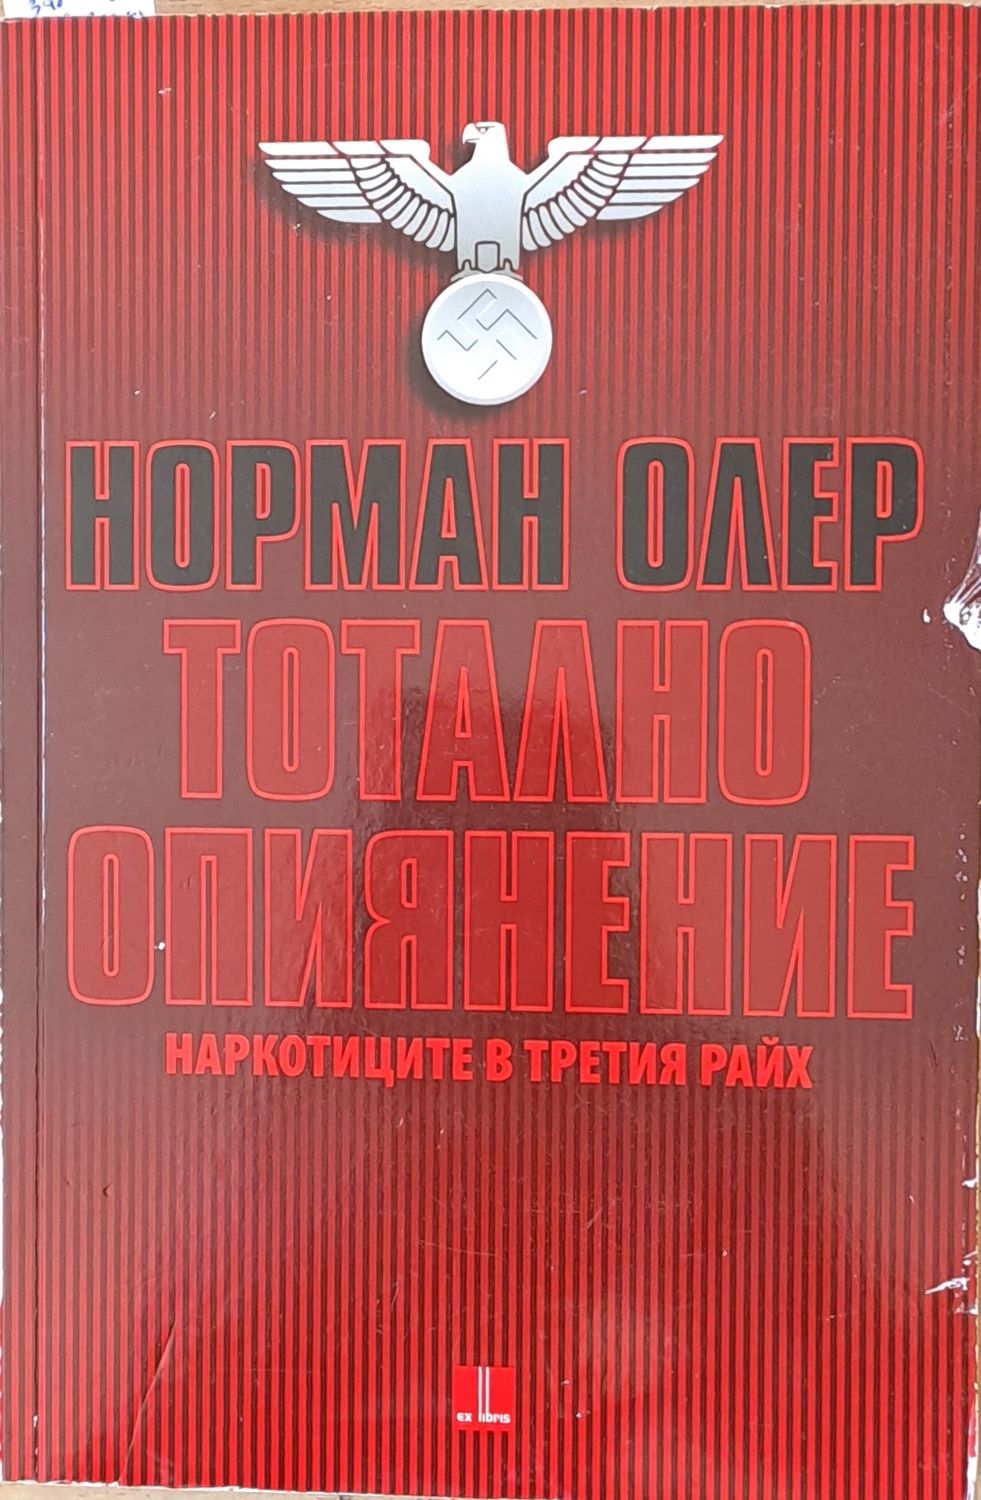 НОРМАН ОЛЕР
ТОТАЛНО
ОПИЯНЕНИЕ
НАРКОТИЦИТЕ В ТРЕТИЯ РАЙХ
ex libris